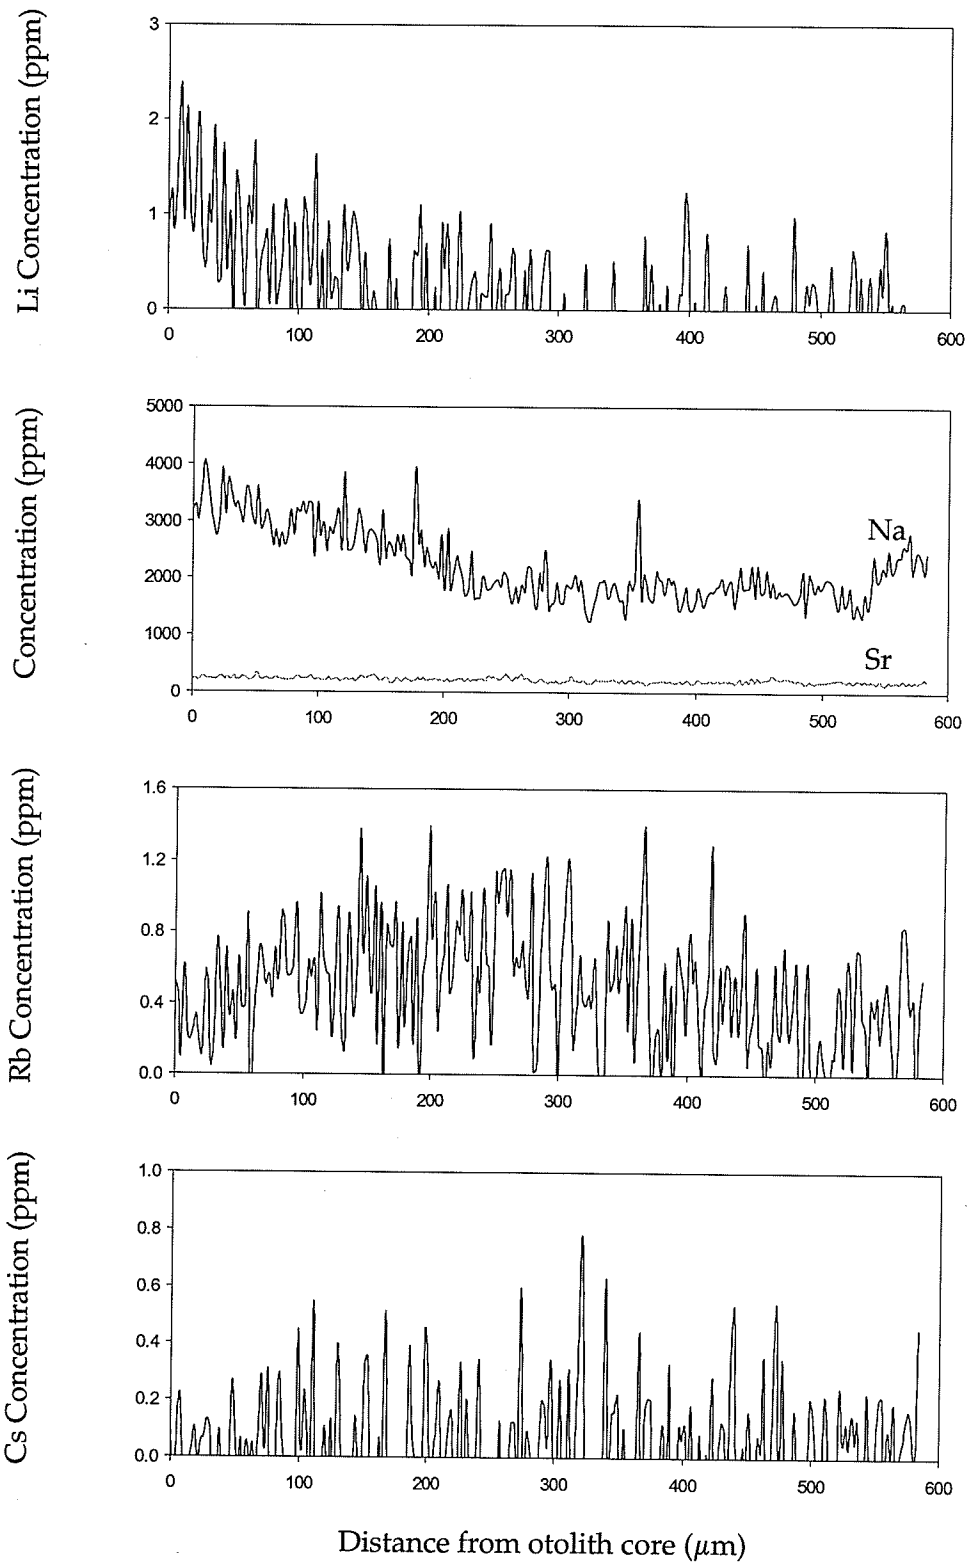 Li Concentration (ppm)
3
2
1
0
0 100 200 300 400 500 600
Concentration (ppm)
5000
4000
3000
2000
1000
0
Na
Sr
0 100 200 300 400 500 600
Rb Concentration (ppm)
1.6
1.2
0.8
0.4
0.0
0 100 200 300 400 500 600
Cs Concentration (ppm)
1.0
0.8
0.6
0.4
0.2
0.0
0 100 200 300 400 500 600
Distance from otolith core (μm)